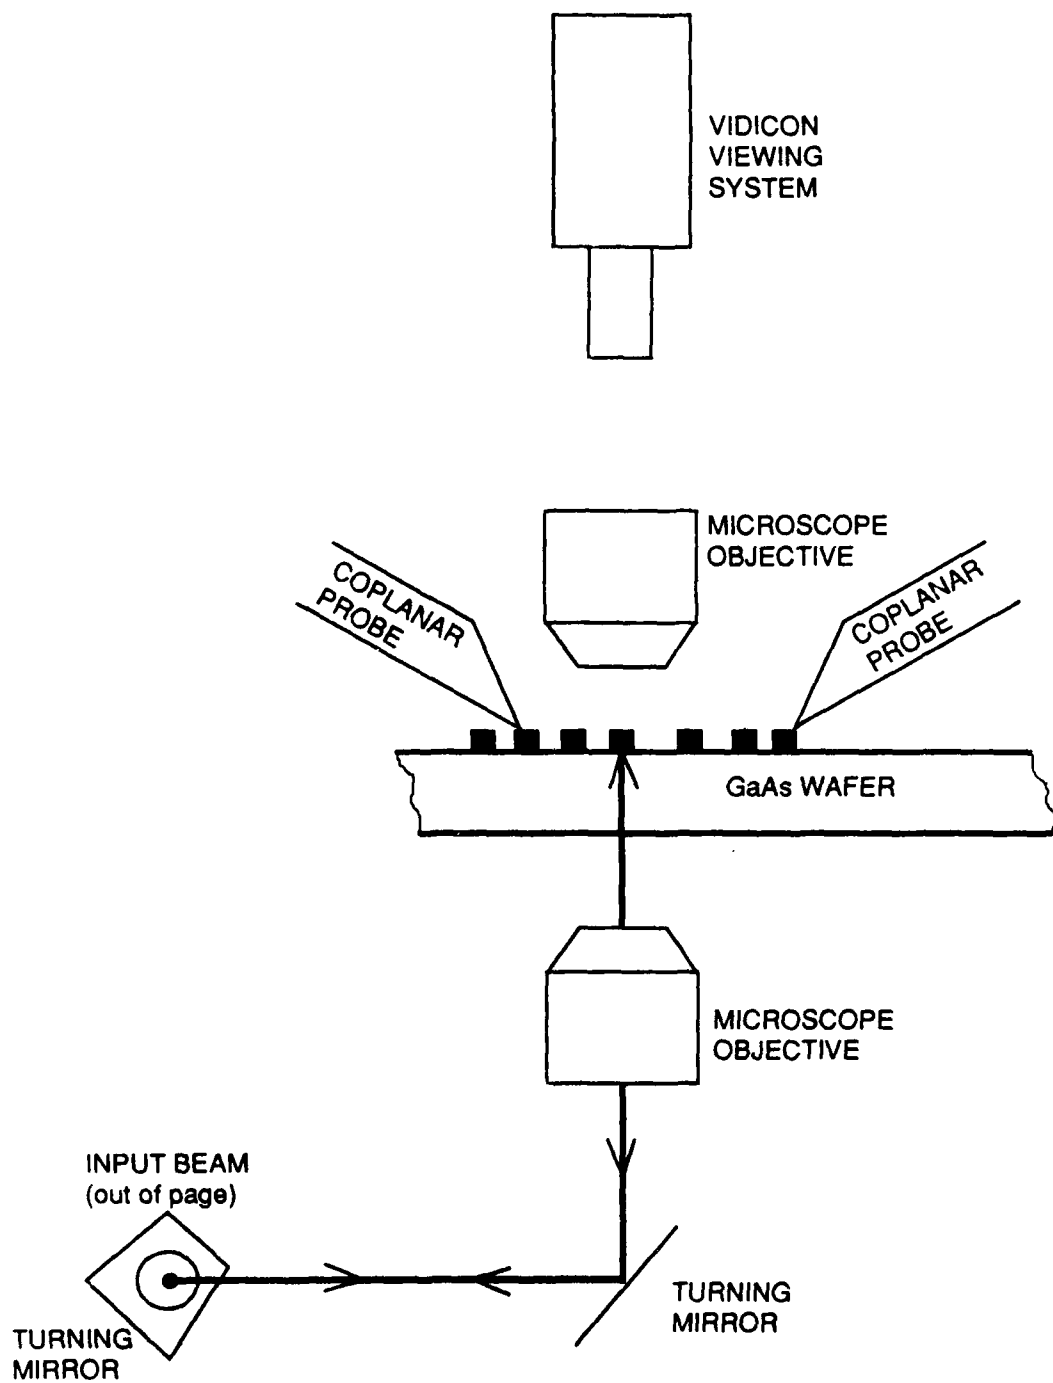 VIDICON
VIEWING
SYSTEM
MICROSCOPE
OBJECTIVE
COPLANAR
PROBE
COPLANAR
PROBE
GaAs WAFER
MICROSCOPE
OBJECTIVE
INPUT BEAM
(out of page)
TURNING
MIRROR
TURNING
MIRROR